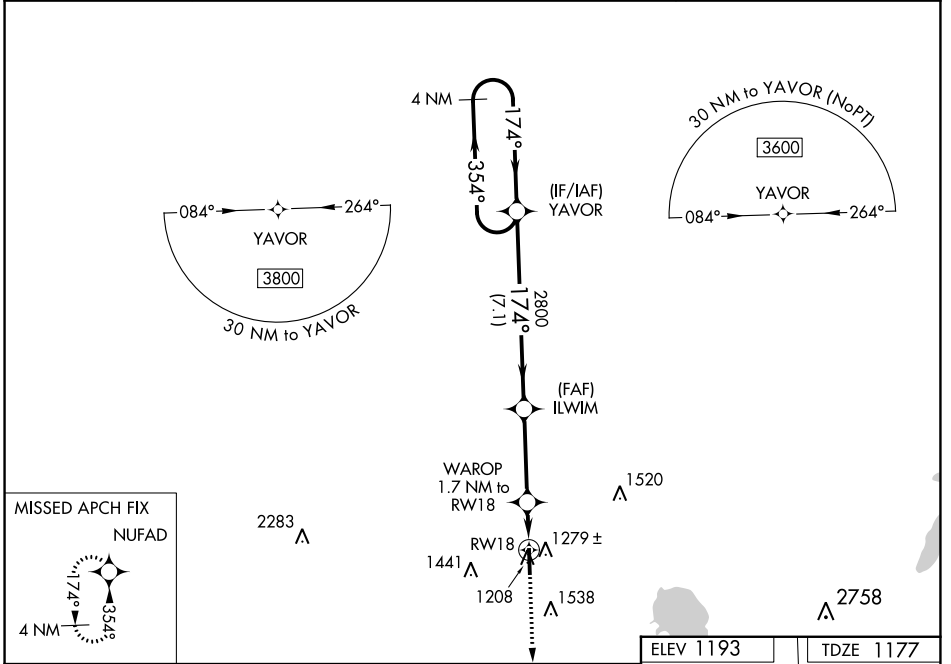 4 NM
174°
354°
(IF/IAF)
YAVOR
30 NM to YAVOR (NoPT)
3600
YAVOR
084°
264°
084°
264°
YAVOR
3800
30 NM to YAVOR
2800
174°
(7.1)
(FAF)
ILWIM
WAROP
1.7 NM to
RW18
1520
MISSED APCH FIX
NUFAD
174°
354°
4 NM
2283
RW18
1279 ±
1441
1208
1538
2758
ELEV 1193
TDZE 1177